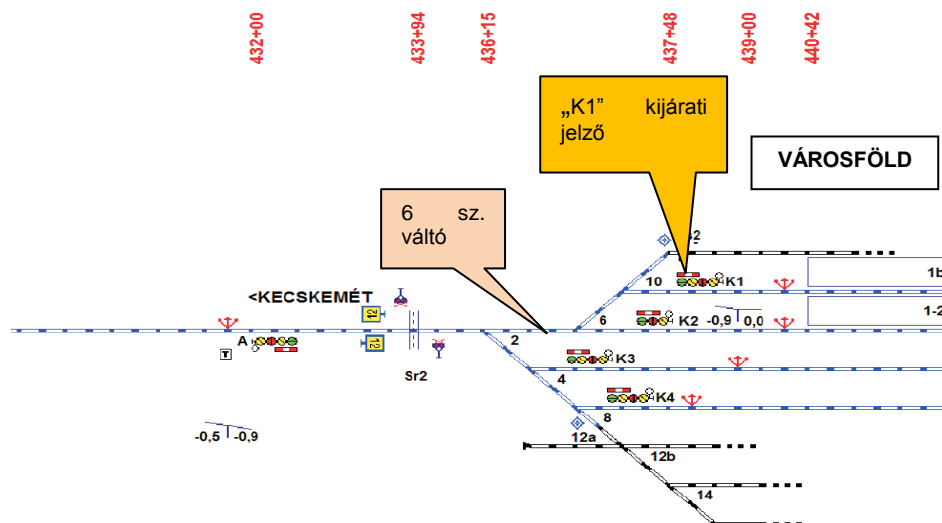 432+00
433+94
436+15
437+48
439+00
440+42
„K1” kijárati
jelző
VÁROSFÖLD
6 sz.
váltó
10
K1
1b
<KECSKEMÉT
12
6
K2
-0,9
0,0
1-2
A
12
2
T
Sr2
K3
4
K4
8
-0,5
-0,9
12a
12b
14